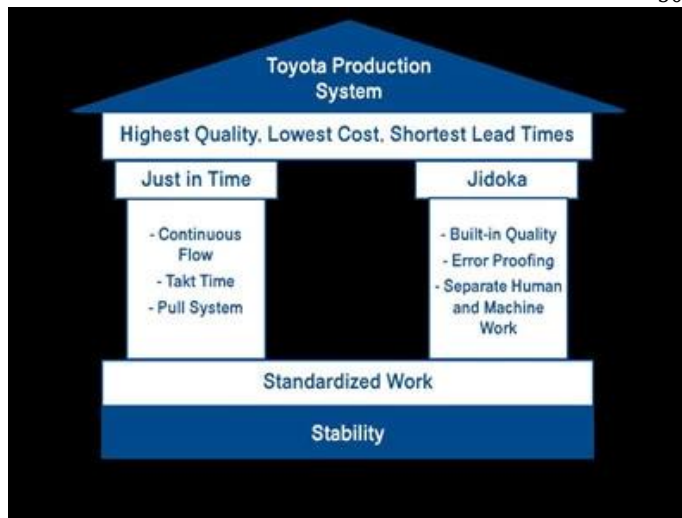 Toyota Production
System
Highest Quality, Lowest Cost, Shortest Lead Times
Just in Time
- Continuous
Flow
- Takt Time
- Pull System
Jidoka
- Built-in Quality
- Error Proofing
- Separate Human
and Machine
Work
Standardized Work
Stability